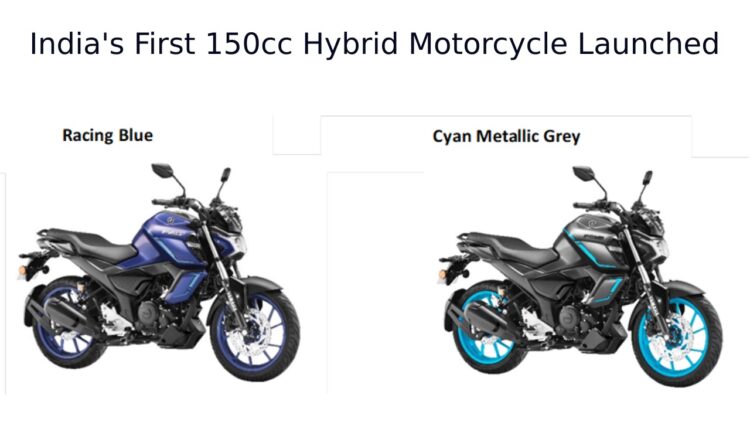 India's First 150cc Hybrid Motorcycle Launched
Racing Blue
Cyan Metallic Grey